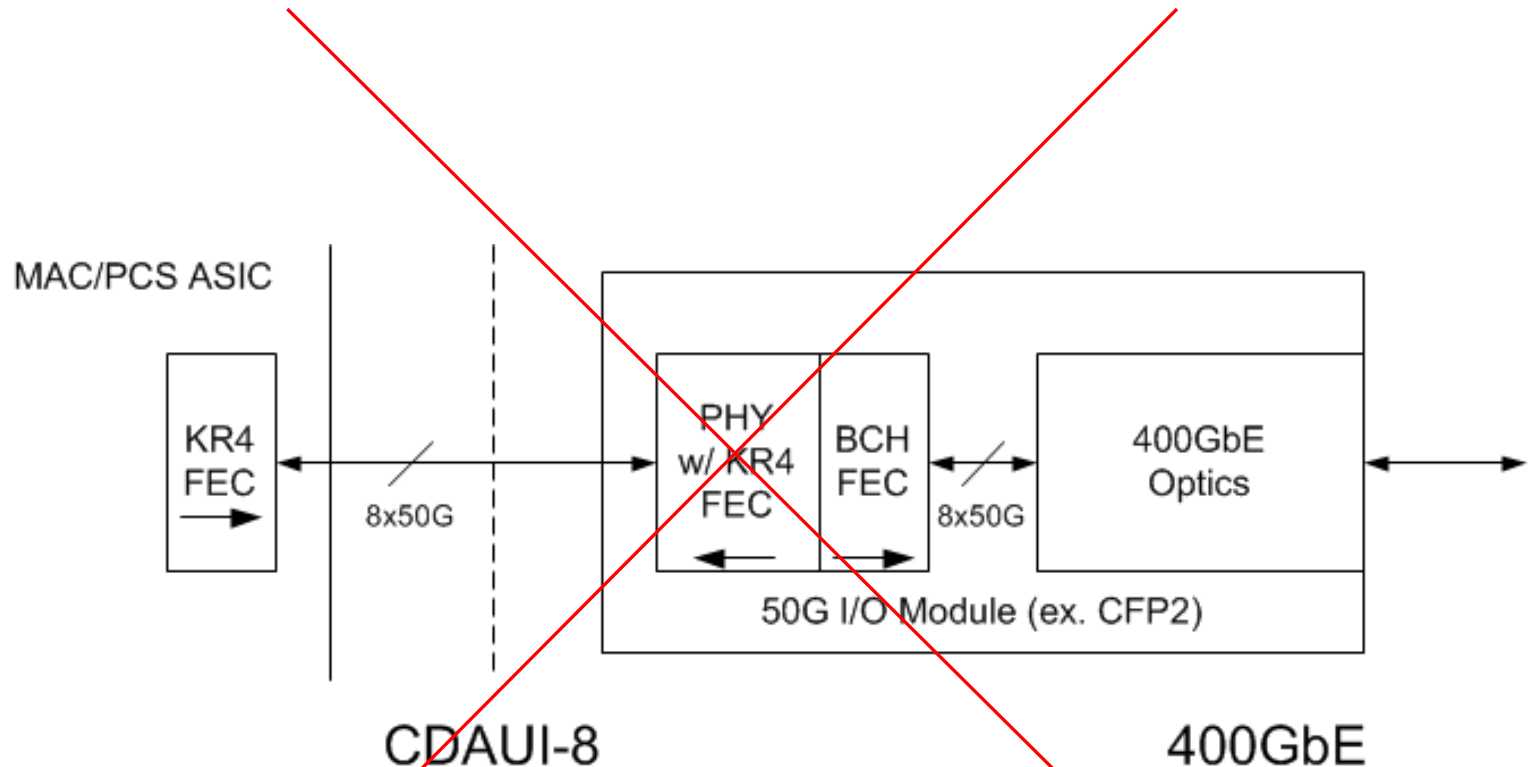 MAC/PCS ASIC
KR4
FEC
8x50G
PHY
w/ KR4
FEC
BCH
FEC
8x50G
400GbE
Optics
50G I/O Module (ex. CFP2)
CDAUI-8
400GbE